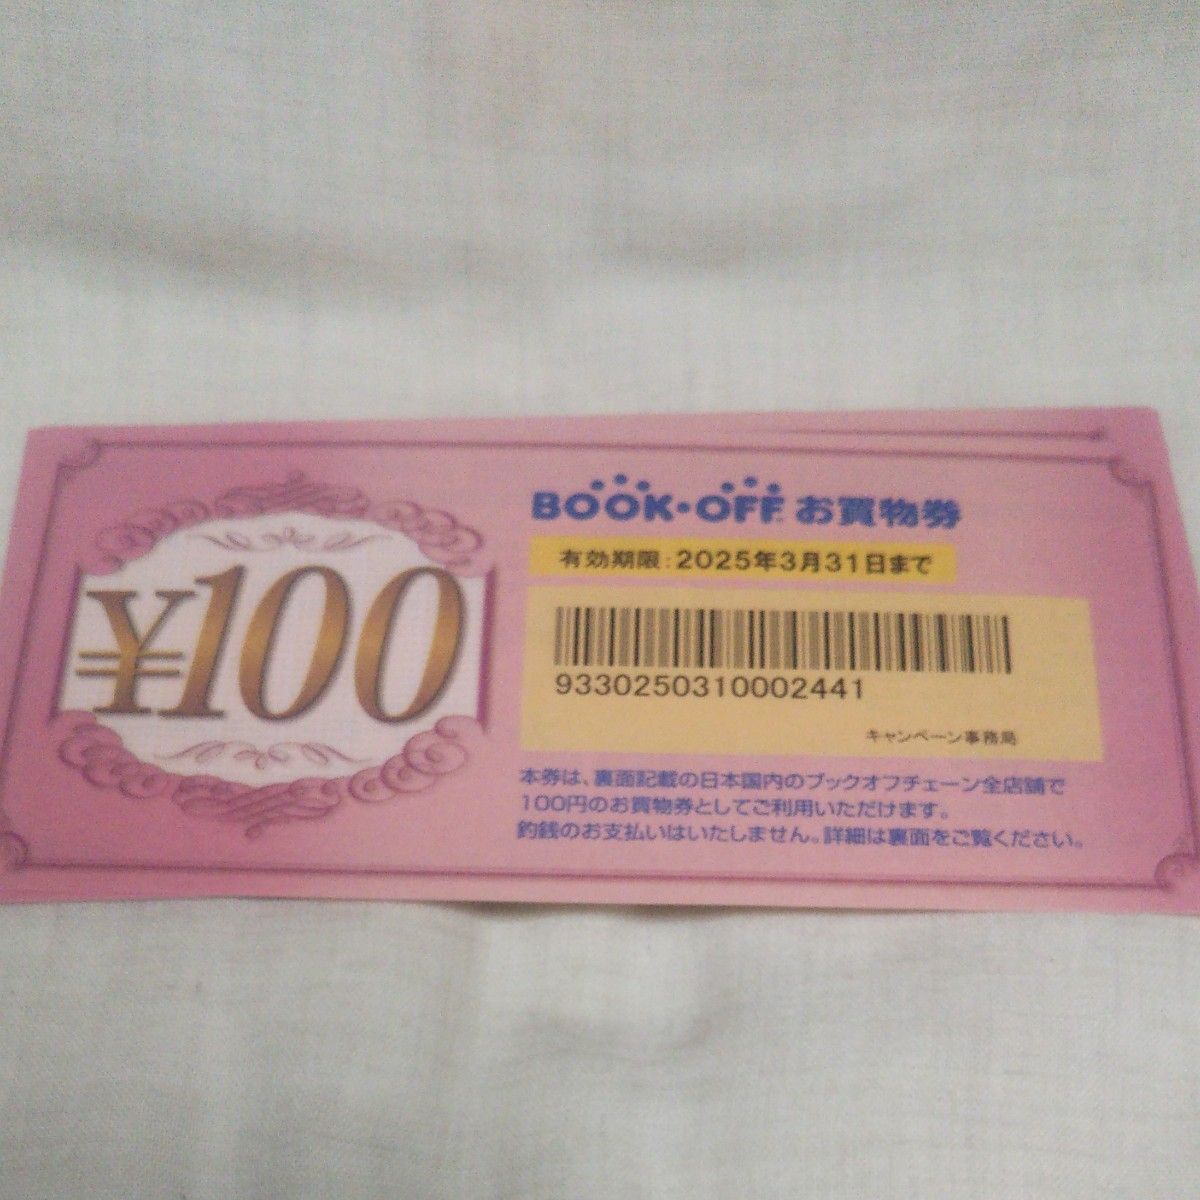 ¥100
BOOK・OFF お買物券
有効期限：2025年3月31日まで
9330250310002441
キャンペーン事務局
本券は、裏面記載の日本国内のブックオフチェーン全店舗で
100円のお買物券としてご利用いただけます。
釣銭のお支払いはいたしません。詳細は裏面をご覧ください。